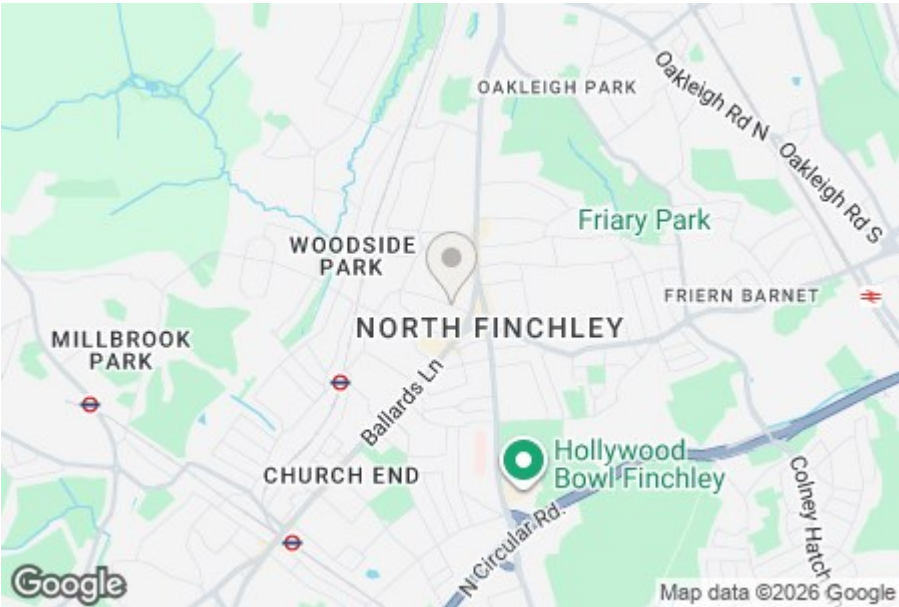 OAKLEIGH PARK
Oakleigh Rd N
Oakleigh Rd S
Friary Park
WOODSIDE
PARK
FRIERN BARNET
NORTH FINCHLEY
MILLBROOK
PARK
Ballards Ln
CHURCH END
Hollywood
Bowl Finchley
Colney Hatch
N Circular Rd.
Google
Map data ©2026 Google